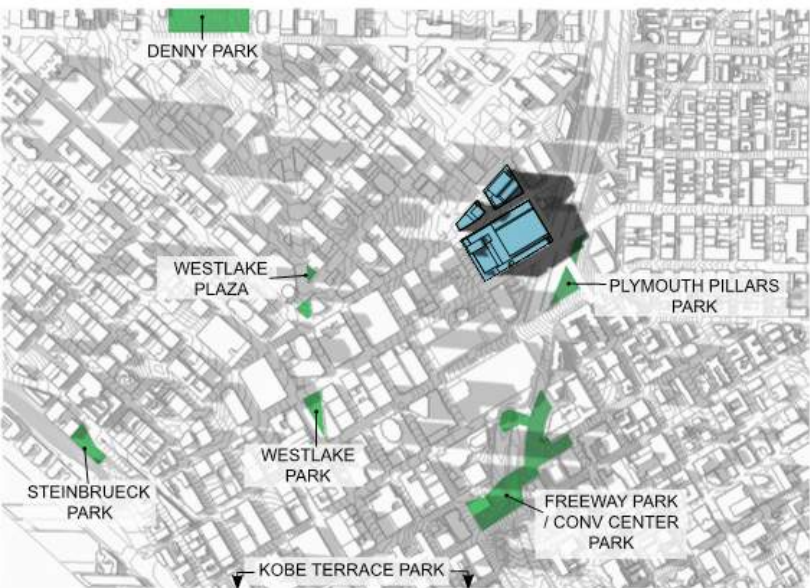 DENNY PARK
WESTLAKE
PLAZA
PLYMOUTH PILLARS
PARK
WESTLAKE
PARK
STEINBRUECK
PARK
FREEWAY PARK
/ CONV CENTER
PARK
KOBE TERRACE PARK